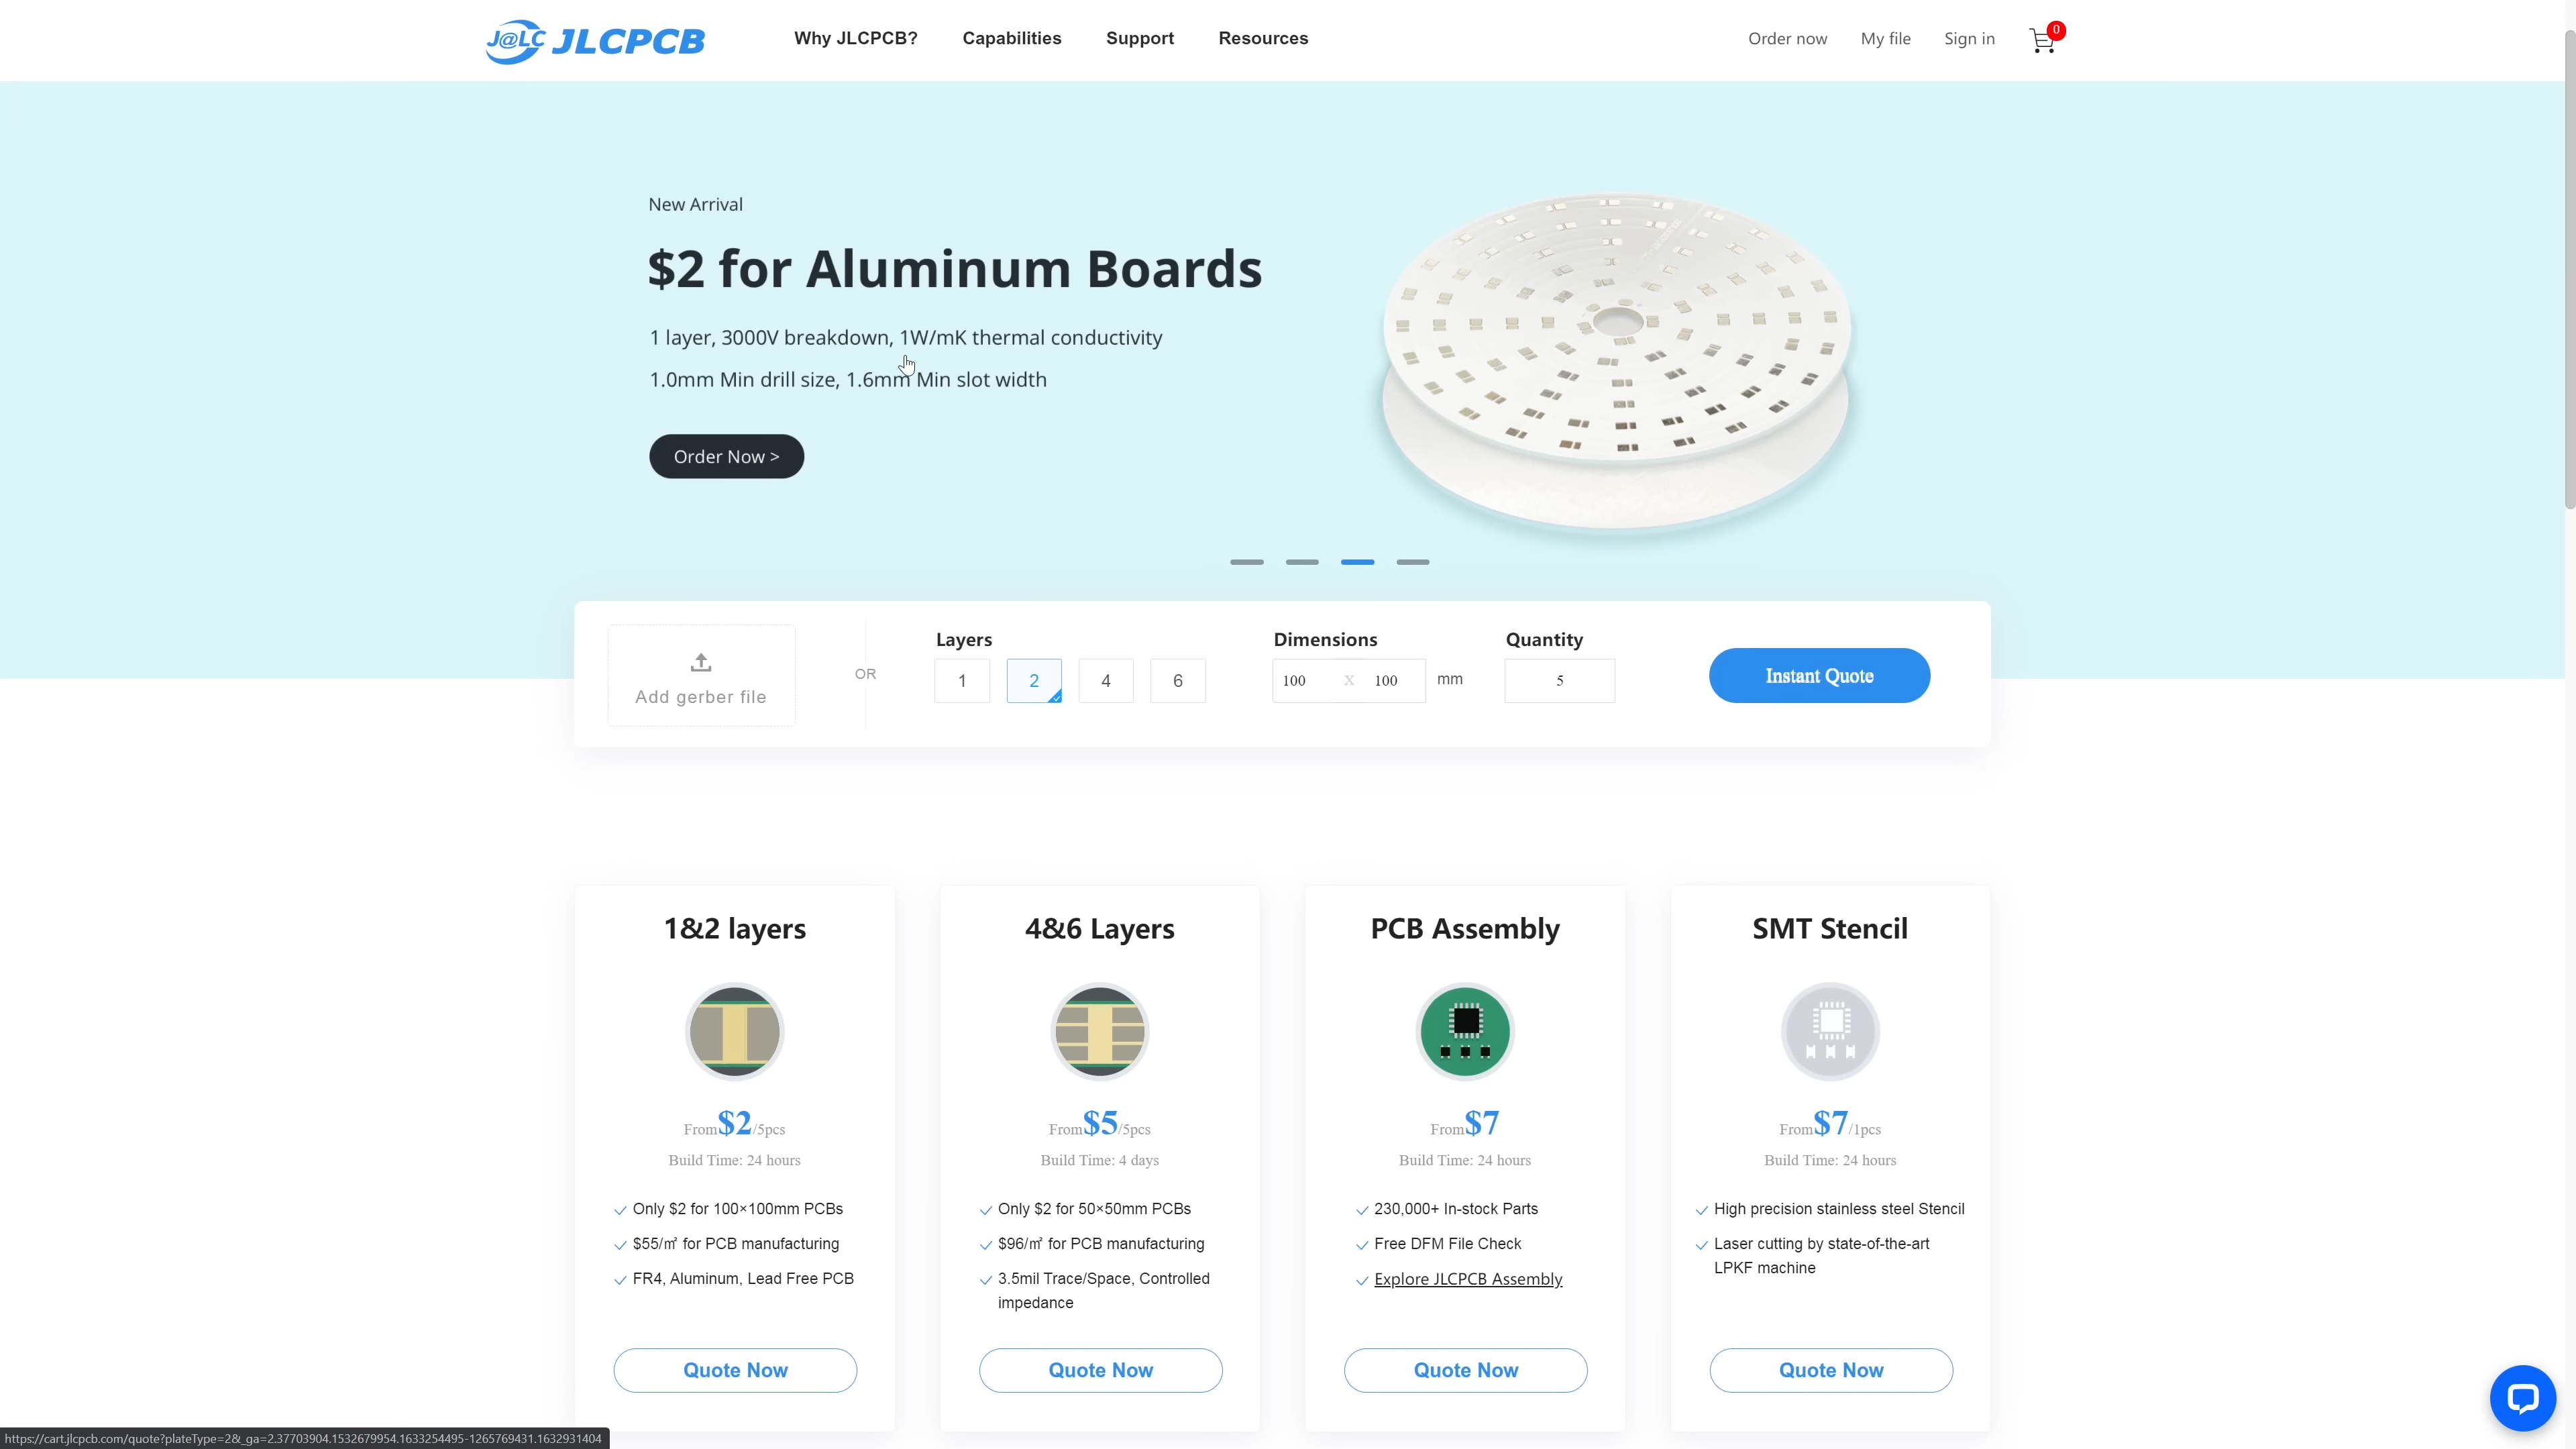 J@LC JLCPCB
Why JLCPCB?
Capabilities
Support
Resources
Order now
My file
Sign in
0
New Arrival
$2 for Aluminum Boards
1 layer, 3000V breakdown, 1W/mK thermal conductivity
1.0mm Min drill size, 1.6mm Min slot width
Order Now >
Add gerber file
OR
Layers
1
2
4
6
Dimensions
100 X 100 mm
Quantity
5
Instant Quote
1&2 layers
From$2/5pcs
Build Time: 24 hours
Only $2 for 100×100mm PCBs
$55/㎡ for PCB manufacturing
FR4, Aluminum, Lead Free PCB
Quote Now
4&6 Layers
From$5/5pcs
Build Time: 4 days
Only $2 for 50×50mm PCBs
$96/㎡ for PCB manufacturing
3.5mil Trace/Space, Controlled
impedance
Quote Now
PCB Assembly
From$7
Build Time: 24 hours
230,000+ In-stock Parts
Free DFM File Check
Explore JLCPCB Assembly
Quote Now
SMT Stencil
From$7/1pcs
Build Time: 24 hours
High precision stainless steel Stencil
Laser cutting by state-of-the-art
LPKF machine
Quote Now
https://cart.jlcpcb.com/quote?plateType=2&_ga=2.37703904.1532679954.1633254495-1265769431.1632931404